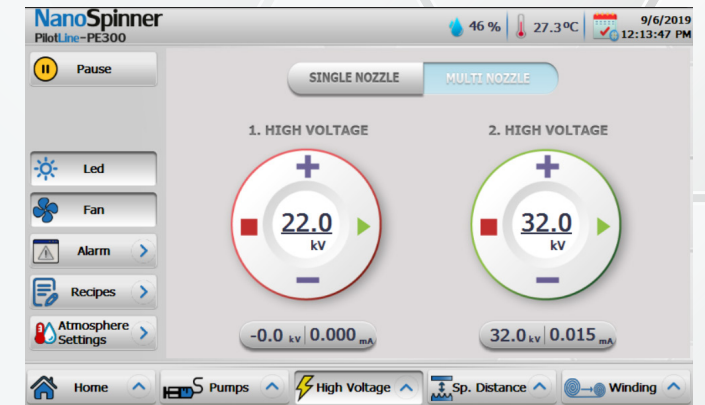 NanoSpinner
PilotLine-PE300
46 %
27.3ºC
9/6/2019
12:13:47 PM
Pause
SINGLE NOZZLE
MULTI NOZZLE
1. HIGH VOLTAGE
2. HIGH VOLTAGE
22.0
kV
32.0
kV
Led
Fan
Alarm
Recipes
Atmosphere
Settings
-0.0 kV 0.000 mA
32.0 kV 0.015 mA
Home
Pumps
High Voltage
Sp. Distance
Winding